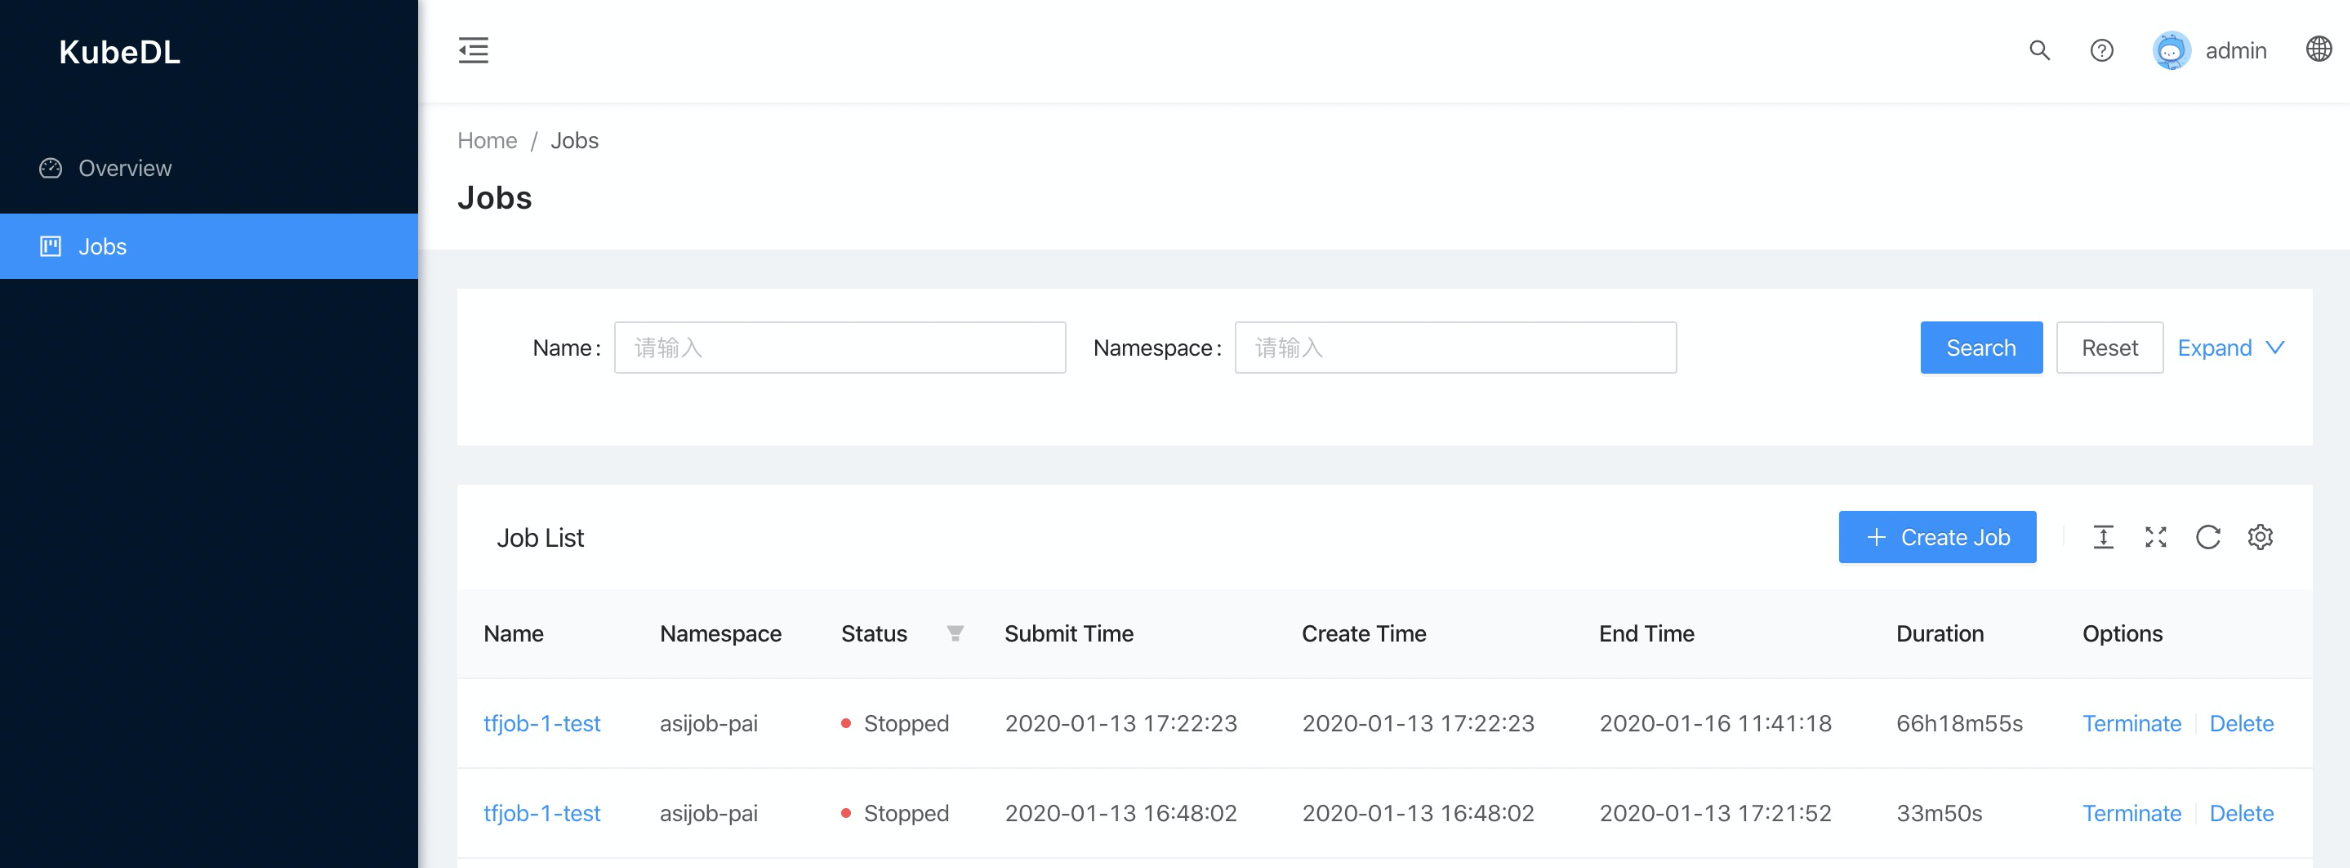 KubeDL
admin
Overview
Jobs
Home / Jobs
Jobs
Name: 请输入 Namespace: 请输入 Search Reset Expand
Job List + Create Job
Name Namespace Status Submit Time Create Time End Time Duration Options
tfjob-1-test asijob-pai Stopped 2020-01-13 17:22:23 2020-01-13 17:22:23 2020-01-16 11:41:18 66h18m55s Terminate Delete
tfjob-1-test asijob-pai Stopped 2020-01-13 16:48:02 2020-01-13 16:48:02 2020-01-13 17:21:52 33m50s Terminate Delete